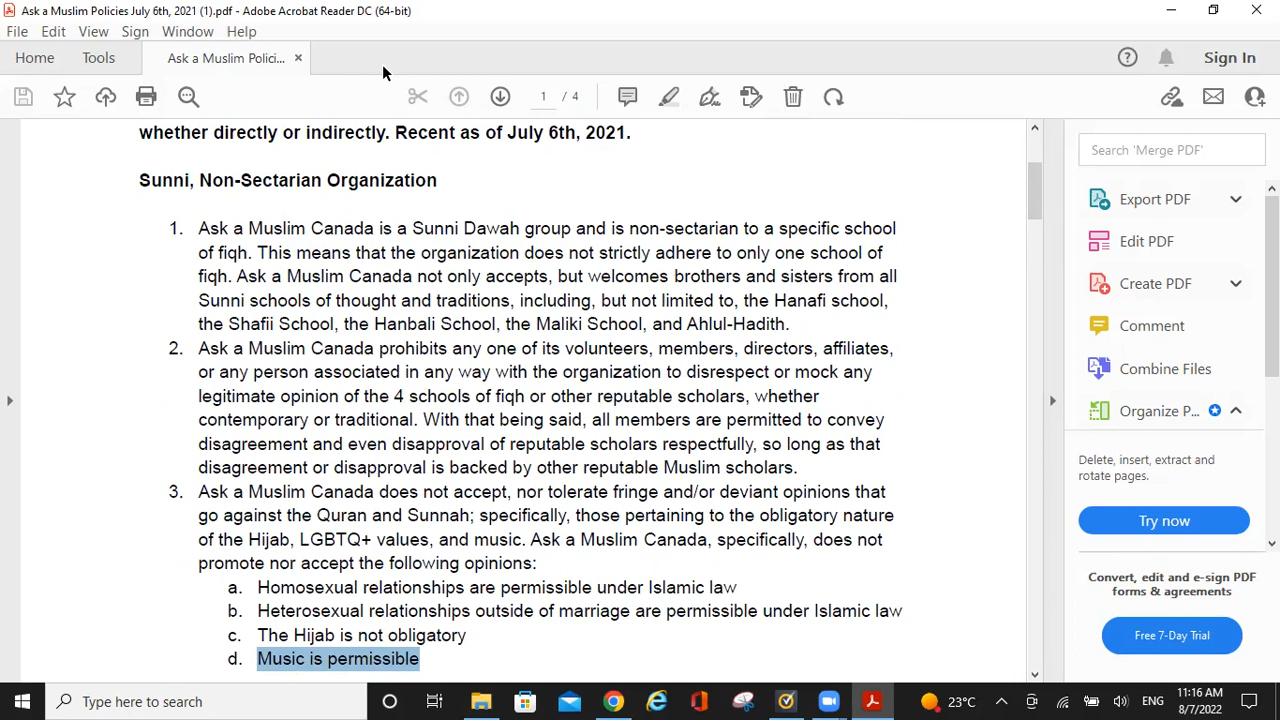 Ask a Muslim Policies July 6th, 2021 (1).pdf - Adobe Acrobat Reader DC (64-bit)
File Edit View Sign Window Help
Home Tools Ask a Muslim Polici... × Sign In
1 / 4
whether directly or indirectly. Recent as of July 6th, 2021.
Sunni, Non-Sectarian Organization
1. Ask a Muslim Canada is a Sunni Dawah group and is non-sectarian to a specific school
of fiqh. This means that the organization does not strictly adhere to only one school of
fiqh. Ask a Muslim Canada not only accepts, but welcomes brothers and sisters from all
Sunni schools of thought and traditions, including, but not limited to, the Hanafi school,
the Shafii School, the Hanbali School, the Maliki School, and Ahlul-Hadith.
2. Ask a Muslim Canada prohibits any one of its volunteers, members, directors, affiliates,
or any person associated in any way with the organization to disrespect or mock any
legitimate opinion of the 4 schools of fiqh or other reputable scholars, whether
contemporary or traditional. With that being said, all members are permitted to convey
disagreement and even disapproval of reputable scholars respectfully, so long as that
disagreement or disapproval is backed by other reputable Muslim scholars.
3. Ask a Muslim Canada does not accept, nor tolerate fringe and/or deviant opinions that
go against the Quran and Sunnah; specifically, those pertaining to the obligatory nature
of the Hijab, LGBTQ+ values, and music. Ask a Muslim Canada, specifically, does not
promote nor accept the following opinions:
a. Homosexual relationships are permissible under Islamic law
b. Heterosexual relationships outside of marriage are permissible under Islamic law
c. The Hijab is not obligatory
d. Music is permissible
Search 'Merge PDF'
Export PDF
Edit PDF
Create PDF
Comment
Combine Files
Organize P...
Delete, insert, extract and
rotate pages.
Try now
Convert, edit and e-sign PDF
forms & agreements
Free 7-Day Trial
Type here to search
23°C
ENG
11:16 AM
8/7/2022